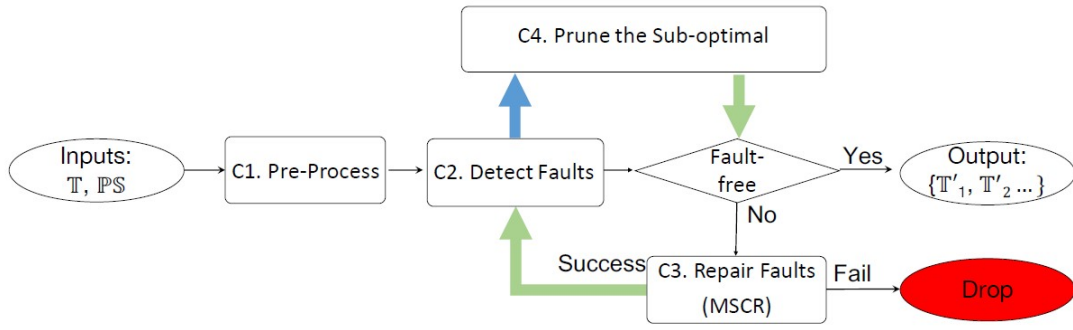 C4. Prune the Sub-optimal
Inputs:
𝕋, ℙ𝕊
C1. Pre-Process
C2. Detect Faults
Fault-
free
Yes
Output:
{𝕋′₁, 𝕋′₂ ...}
No
Success
C3. Repair Faults
(MSCR)
Fail
Drop